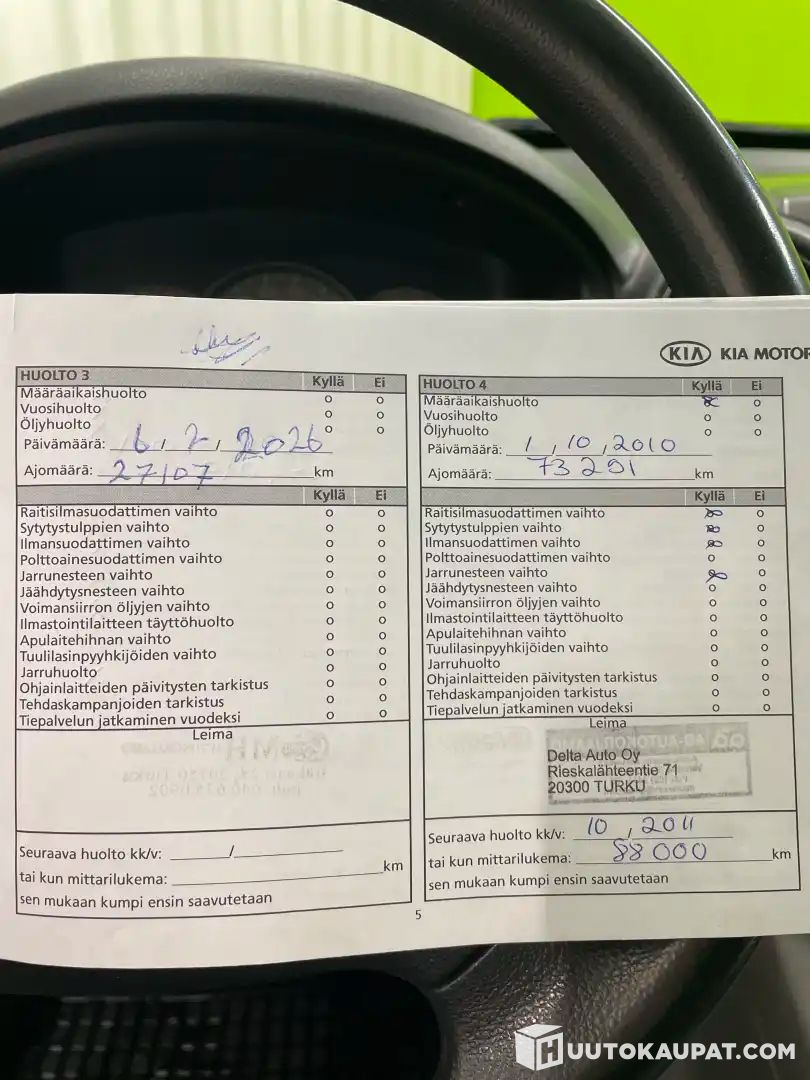 KIA KIA MOTOR
HUOLTO 3 Kyllä Ei
Määräaikaishuolto o o
Vuosihuolto o o
Öljyhuolto o o
Päivämäärä: 6, 2, 2026
Ajomäärä: 27107 km
Kyllä Ei
Raitisilmasuodattimen vaihto o o
Sytytystulppien vaihto o o
Ilmansuodattimen vaihto o o
Polttoainesuodattimen vaihto o o
Jarrunesteen vaihto o o
Jäähdytysnesteen vaihto o o
Voimansiirron öljyjen vaihto o o
Ilmastointilaitteen täyttöhuolto o o
Apulaitehihnan vaihto o o
Tuulilasinpyyhkijöiden vaihto o o
Jarruhuolto o o
Ohjainlaitteiden päivitysten tarkistus o o
Tehdaskampanjoiden tarkistus o o
Tiepalvelun jatkaminen vuodeksi o o
Leima
Seuraava huolto kk/v: /
tai kun mittarilukema: km
sen mukaan kumpi ensin saavutetaan
HUOLTO 4 Kyllä Ei
Määräaikaishuolto x o
Vuosihuolto o o
Öljyhuolto o o
Päivämäärä: 1, 10, 2010
Ajomäärä: 73 291 km
Kyllä Ei
Raitisilmasuodattimen vaihto x o
Sytytystulppien vaihto x o
Ilmansuodattimen vaihto x o
Polttoainesuodattimen vaihto o o
Jarrunesteen vaihto x o
Jäähdytysnesteen vaihto o o
Voimansiirron öljyjen vaihto o o
Ilmastointilaitteen täyttöhuolto o o
Apulaitehihnan vaihto o o
Tuulilasinpyyhkijöiden vaihto o o
Jarruhuolto o o
Ohjainlaitteiden päivitysten tarkistus o o
Tehdaskampanjoiden tarkistus o o
Tiepalvelun jatkaminen vuodeksi o o
Leima
Delta Auto Oy
Rieskalähteentie 71
20300 TURKU
Seuraava huolto kk/v: 10, 2011
tai kun mittarilukema: 88 000 km
sen mukaan kumpi ensin saavutetaan
5
HUUTOKAUPAT.COM